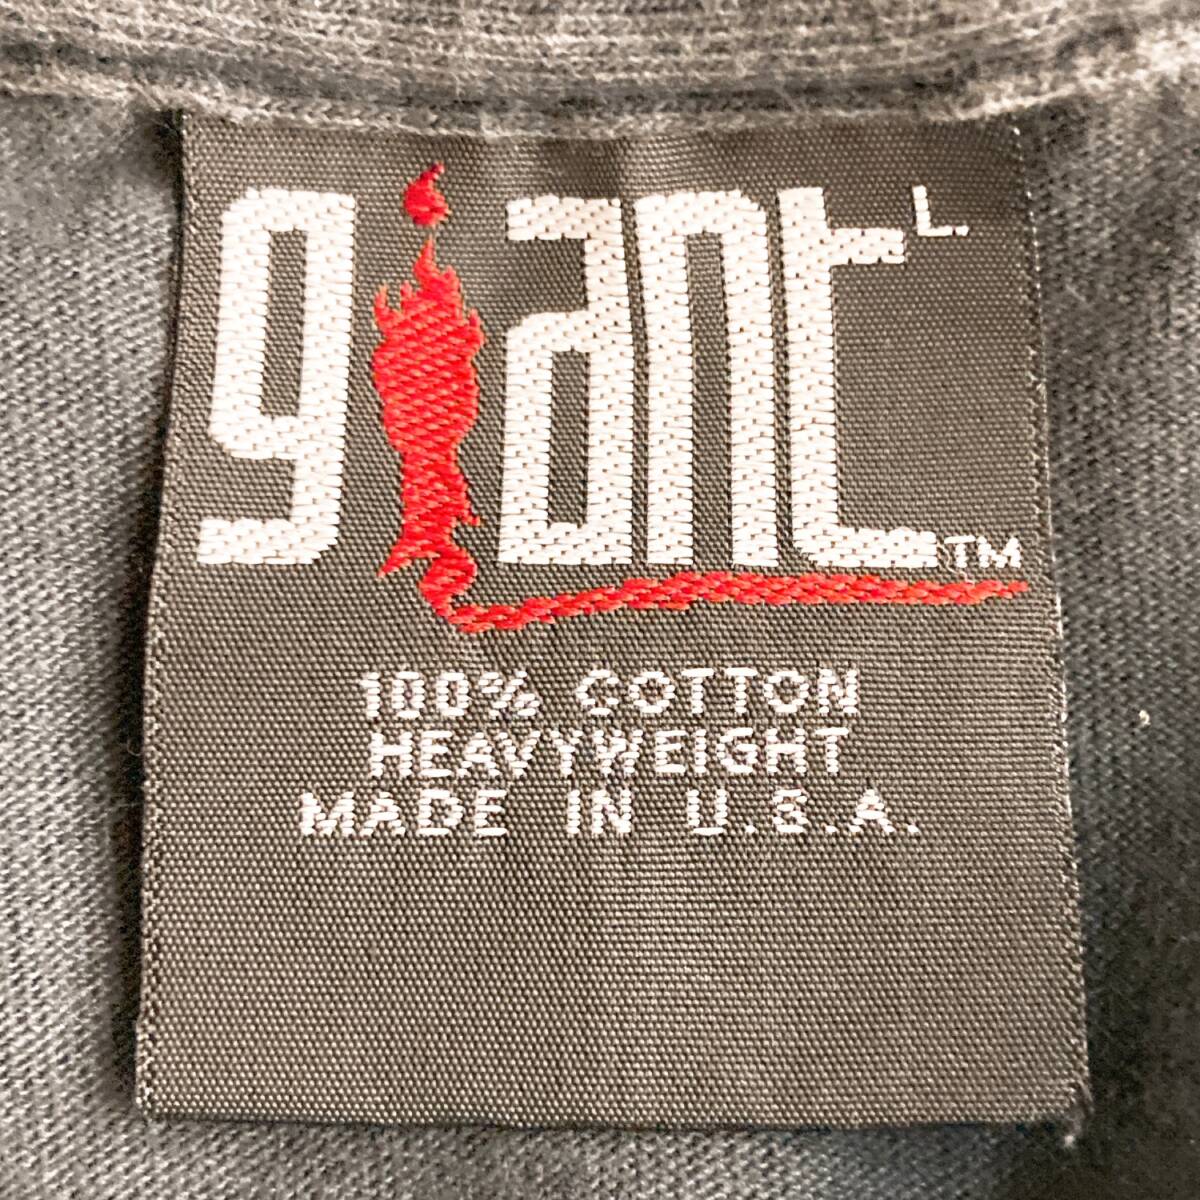 giant L.
TM
100% COTTON
HEAVYWEIGHT
MADE IN U.S.A.